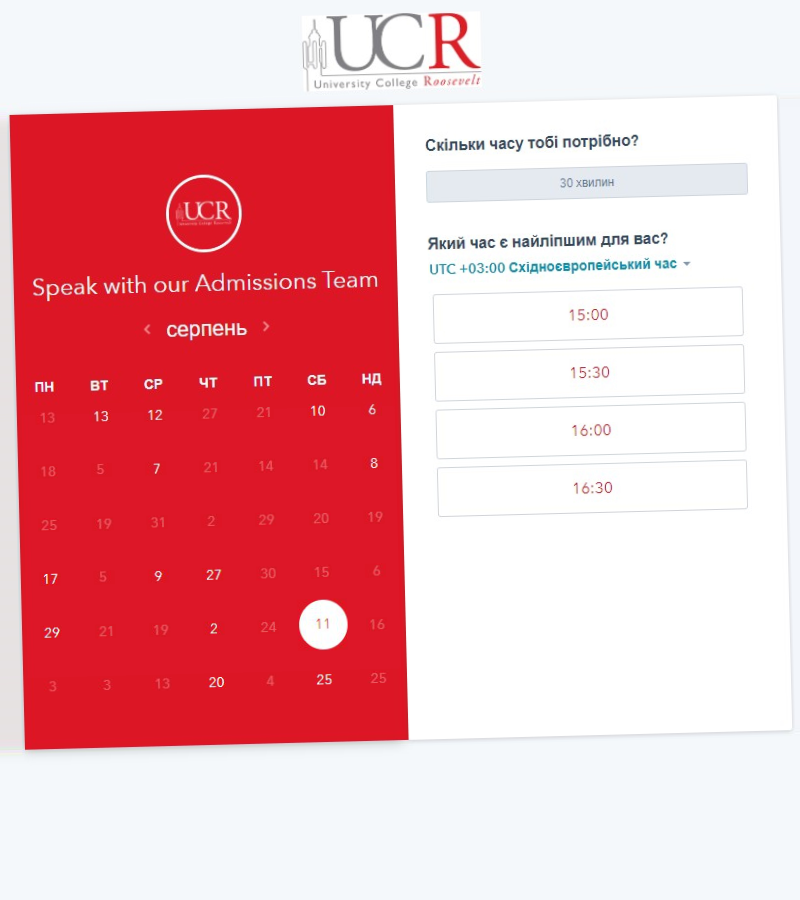 UCR
University College Roosevelt
UCR
Speak with our Admissions Team
серпень
ПН ВТ СР ЧТ ПТ СБ НД
13 13 12 27 21 10 6
18 5 7 21 14 14 8
25 19 31 2 29 20 19
17 5 9 27 30 15 6
29 21 19 2 24 11 16
3 3 13 20 4 25 25
Скільки часу тобі потрібно?
30 хвилин
Який час є найліпшим для вас?
UTC +03:00 Східноєвропейський час
15:00
15:30
16:00
16:30